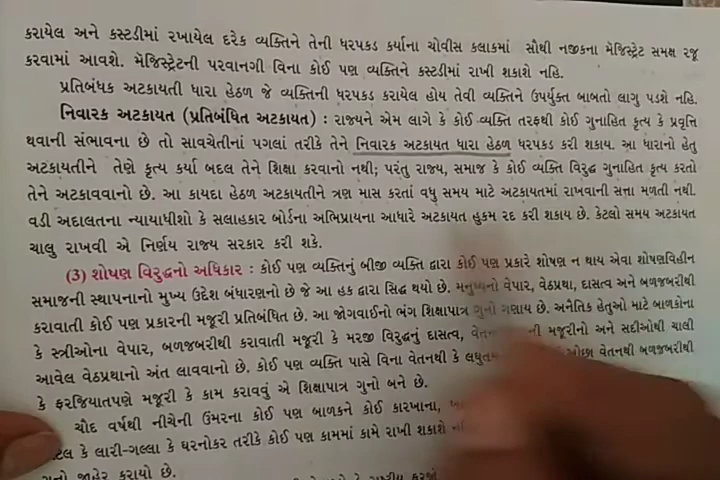 કરાયેલ અને કસ્ટડીમાં રખાયેલ દરેક વ્યક્તિને તેની ધરપકડ કર્યાના ચોવીસ કલાકમાં સૌથી નજીકના મૅજિસ્ટ્રેટ સમક્ષ રજૂ
કરવામાં આવશે. મૅજિસ્ટ્રેટની પરવાનગી વિના કોઈ પણ વ્યક્તિને કસ્ટડીમાં રાખી શકાશે નહિ.
પ્રતિબંધક અટકાયતી ધારા હેઠળ જે વ્યક્તિની ધરપકડ કરાયેલ હોય તેવી વ્યક્તિને ઉપર્યુક્ત બાબતો લાગુ પડશે નહિ.
નિવારક અટકાયત (પ્રતિબંધિત અટકાયત) : રાજ્યને એમ લાગે કે કોઈ વ્યક્તિ તરફથી કોઈ ગુનાહિત કૃત્ય કે પ્રવૃત્તિ
થવાની સંભાવના છે તો સાવચેતીનાં પગલાં તરીકે તેને નિવારક અટકાયત ધારા હેઠળ ધરપકડ કરી શકાય. આ ધારાનો હેતુ
અટકાયતીને તેણે કૃત્ય કર્યા બદલ તેને શિક્ષા કરવાનો નથી; પરંતુ રાજ્ય, સમાજ કે કોઈ વ્યક્તિ વિરુદ્ધ ગુનાહિત કૃત્ય કરતો
તેને અટકાવવાનો છે. આ કાયદા હેઠળ અટકાયતીને ત્રણ માસ કરતાં વધુ સમય માટે અટકાયતમાં રાખવાની સત્તા મળતી નથી.
વડી અદાલતના ન્યાયાધીશો કે સલાહકાર બોર્ડના અભિપ્રાયના આધારે અટકાયત હુકમ રદ કરી શકાય છે. કેટલો સમય અટકાયત
ચાલુ રાખવી એ નિર્ણય રાજ્ય સરકાર કરી શકે.
(3) શોષણ વિરુદ્ધનો અધિકાર : કોઈ પણ વ્યક્તિનું બીજી વ્યક્તિ દ્વારા કોઈ પણ પ્રકારે શોષણ ન થાય એવા શોષણવિહીન
સમાજની સ્થાપનાનો મુખ્ય ઉદ્દેશ બંધારણનો છે જે આ હક દ્વારા સિદ્ધ થયો છે. મનુષ્યનો વેપાર, વેઠપ્રથા, દાસત્વ અને બળજબરીથી
કરાવાતી કોઈ પણ પ્રકારની મજૂરી પ્રતિબંધિત છે. આ જોગવાઈનો ભંગ શિક્ષાપાત્ર ગુનો ગણાય છે. અનૈતિક હેતુઓ માટે બાળકોના
કે સ્ત્રીઓના વેપાર, બળજબરીથી કરાવાતી મજૂરી કે મરજી વિરુદ્ધનું દાસત્વ, મજૂરીનો અને સદીઓથી ચાલી
આવેલ વેઠપ્રથાનો અંત લાવવાનો છે. કોઈ પણ વ્યક્તિ પાસે વિના વેતનથી કે વેતનથી બળજબરીથી
કે ફરજિયાતપણે મજૂરી કે કામ કરાવવું એ શિક્ષાપાત્ર ગુનો બને છે.
ચૌદ વર્ષથી નીચેની ઉંમરના કોઈ પણ બાળકને કોઈ કારખાના,
કે લારી-ગલ્લા કે ઘરનોકર તરીકે કોઈ પણ કામમાં કામે રાખી શકાશે
જાહેર કરાયો છે.